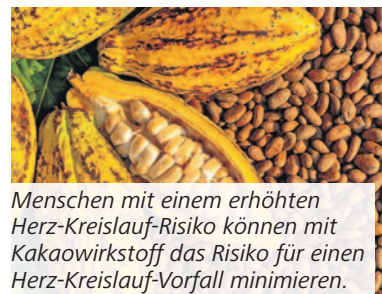 Menschen mit einem erhöhten
Herz-Kreislauf-Risiko können mit
Kakaowirkstoff das Risiko für einen
Herz-Kreislauf-Vorfall minimieren.